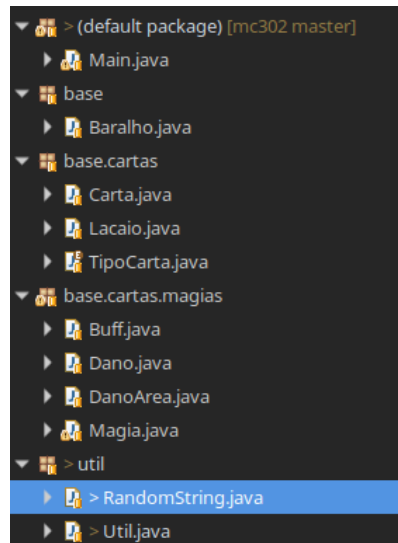 > (default package) [mc302 master]
Main.java
base
Baralho.java
base.cartas
Carta.java
Lacaio.java
TipoCarta.java
base.cartas.magias
Buff.java
Dano.java
DanoArea.java
Magia.java
> util
> RandomString.java
> Util.java